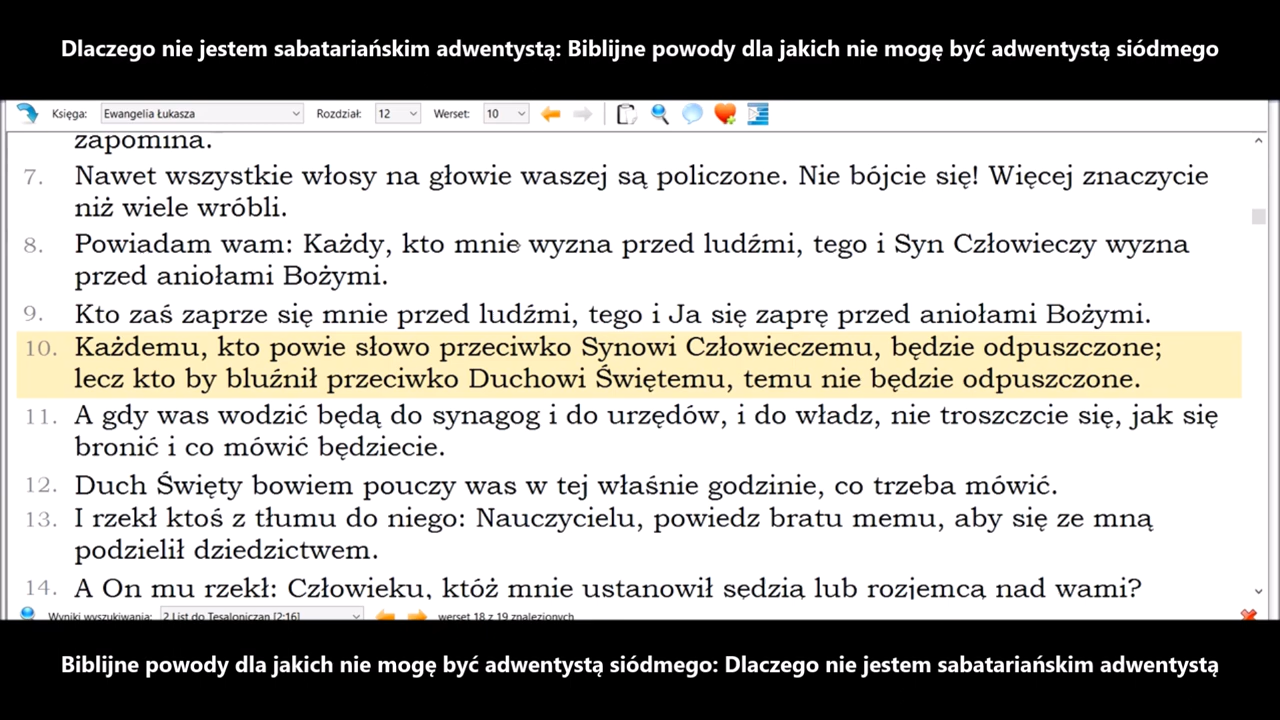 Dlaczego nie jestem sabatariańskim adwentystą: Biblijne powody dla jakich nie mogę być adwentystą siódmego
Księga: Ewangelia Łukasza Rozdział: 12 Werset: 10
zapomina.
7. Nawet wszystkie włosy na głowie waszej są policzone. Nie bójcie się! Więcej znaczycie
niż wiele wróbli.
8. Powiadam wam: Każdy, kto mnie wyzna przed ludźmi, tego i Syn Człowieczy wyzna
przed aniołami Bożymi.
9. Kto zaś zaprze się mnie przed ludźmi, tego i Ja się zaprę przed aniołami Bożymi.
10. Każdemu, kto powie słowo przeciwko Synowi Człowieczemu, będzie odpuszczone;
lecz kto by bluźnił przeciwko Duchowi Świętemu, temu nie będzie odpuszczone.
11. A gdy was wodzić będą do synagog i do urzędów, i do władz, nie troszczcie się, jak się
bronić i co mówić będziecie.
12. Duch Święty bowiem pouczy was w tej właśnie godzinie, co trzeba mówić.
13. I rzekł ktoś z tłumu do niego: Nauczycielu, powiedz bratu memu, aby się ze mną
podzielił dziedzictwem.
14. A On mu rzekł: Człowieku, któż mnie ustanowił sędzią lub rozjemcą nad wami?
Wyniki wyszukiwania: 2 List do Tesaloniczan [2:16] werset 18 z 19 znalezionych
Biblijne powody dla jakich nie mogę być adwentystą siódmego: Dlaczego nie jestem sabatariańskim adwentystą